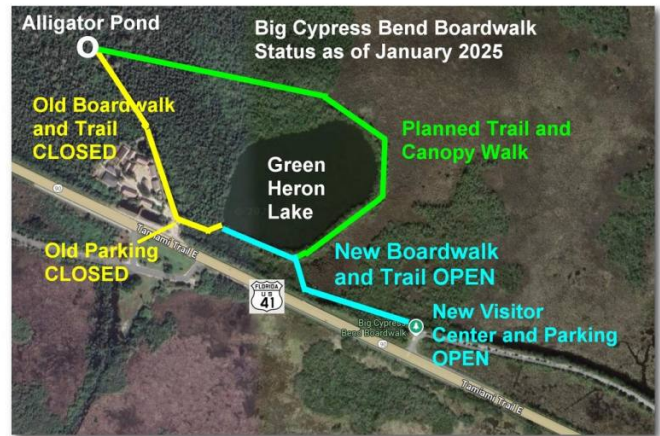 Alligator Pond
Big Cypress Bend Boardwalk
Status as of January 2025
Old Boardwalk
and Trail
CLOSED
Planned Trail and
Canopy Walk
Green
Heron
Lake
Old Parking
CLOSED
Tamiami Trail E
New Boardwalk
and Trail OPEN
FLORIDA
US
41
New Visitor
Center and Parking
OPEN
Big Cypress
Bend Boardwalk
Tamiami Trail E